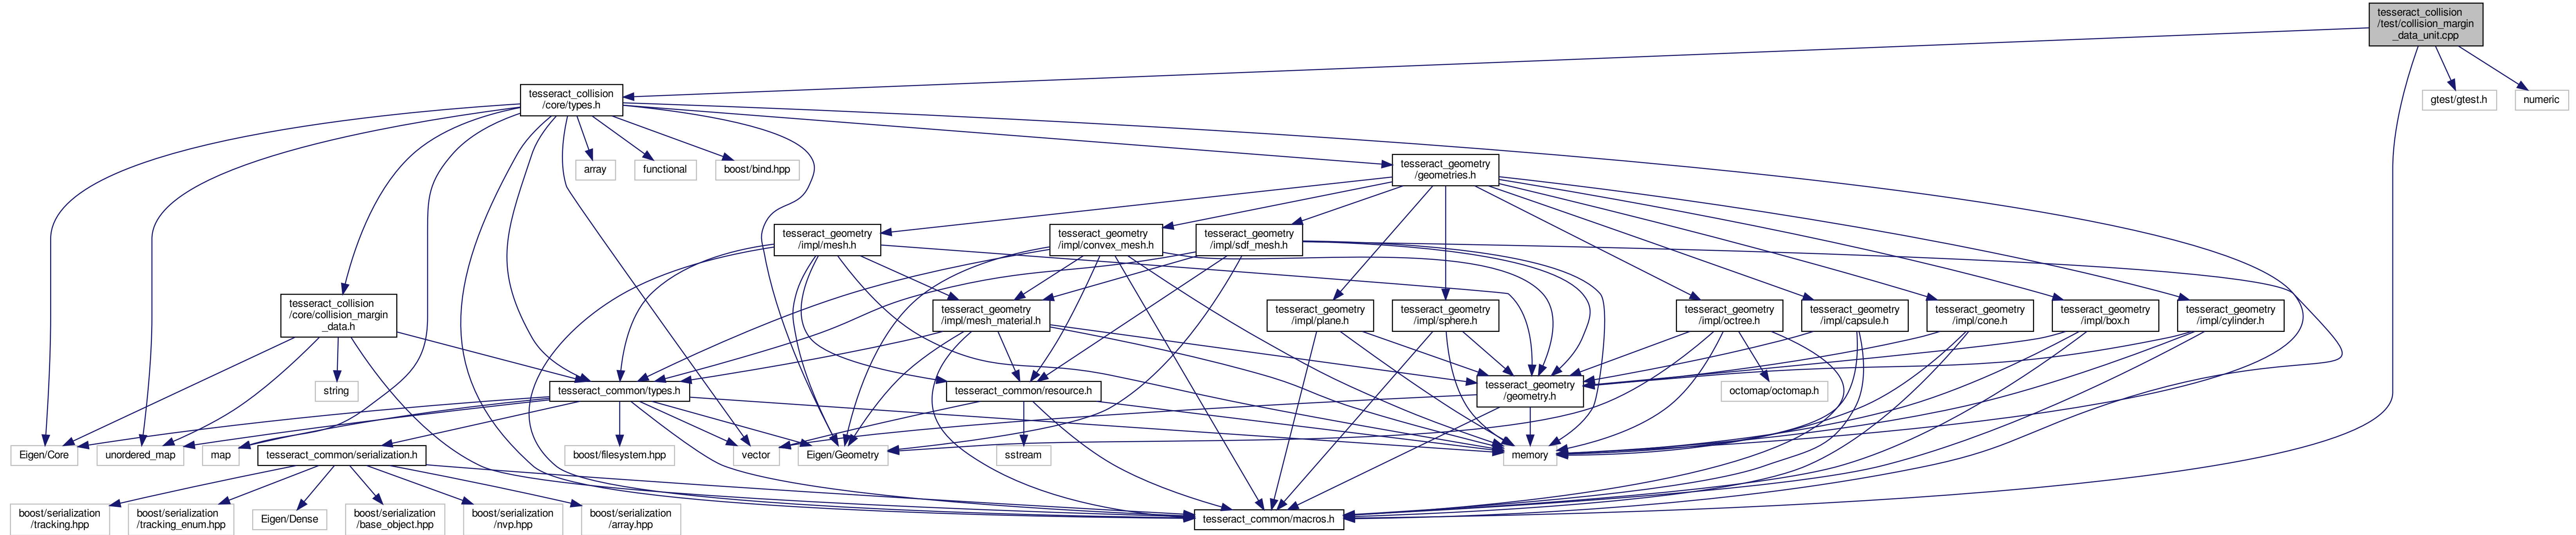 tesseract_collision
/test/collision_margin
_data_unit.cpp
tesseract_collision
/core/types.h
gtest/gtest.h
numeric
array
functional
boost/bind.hpp
tesseract_geometry
/geometries.h
tesseract_geometry
/impl/mesh.h
tesseract_geometry
/impl/convex_mesh.h
tesseract_geometry
/impl/sdf_mesh.h
tesseract_collision
/core/collision_margin
_data.h
tesseract_geometry
/impl/mesh_material.h
tesseract_geometry
/impl/plane.h
tesseract_geometry
/impl/sphere.h
tesseract_geometry
/impl/octree.h
tesseract_geometry
/impl/capsule.h
tesseract_geometry
/impl/cone.h
tesseract_geometry
/impl/box.h
tesseract_geometry
/impl/cylinder.h
string
tesseract_common/types.h
tesseract_common/resource.h
tesseract_geometry
/geometry.h
octomap/octomap.h
Eigen/Core
unordered_map
map
tesseract_common/serialization.h
boost/filesystem.hpp
vector
Eigen/Geometry
sstream
memory
boost/serialization
/tracking.hpp
boost/serialization
/tracking_enum.hpp
Eigen/Dense
boost/serialization
/base_object.hpp
boost/serialization
/nvp.hpp
boost/serialization
/array.hpp
tesseract_common/macros.h